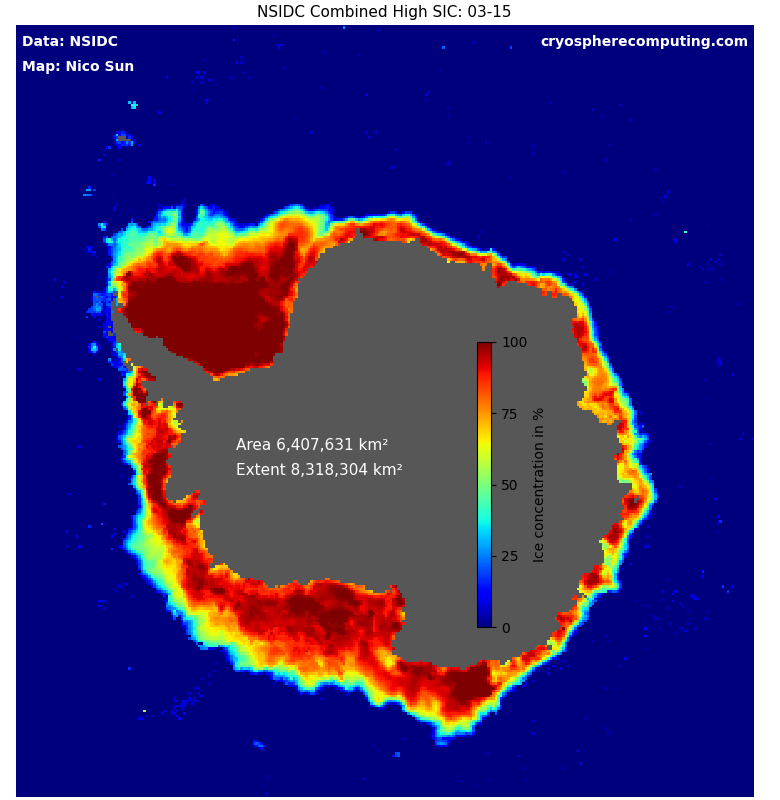 NSIDC Combined High SIC: 03-15
Data: NSIDC
cryospherecomputing.com
Map: Nico Sun
100
75
50
25
0
Ice concentration in %
Area 6,407,631 km²
Extent 8,318,304 km²